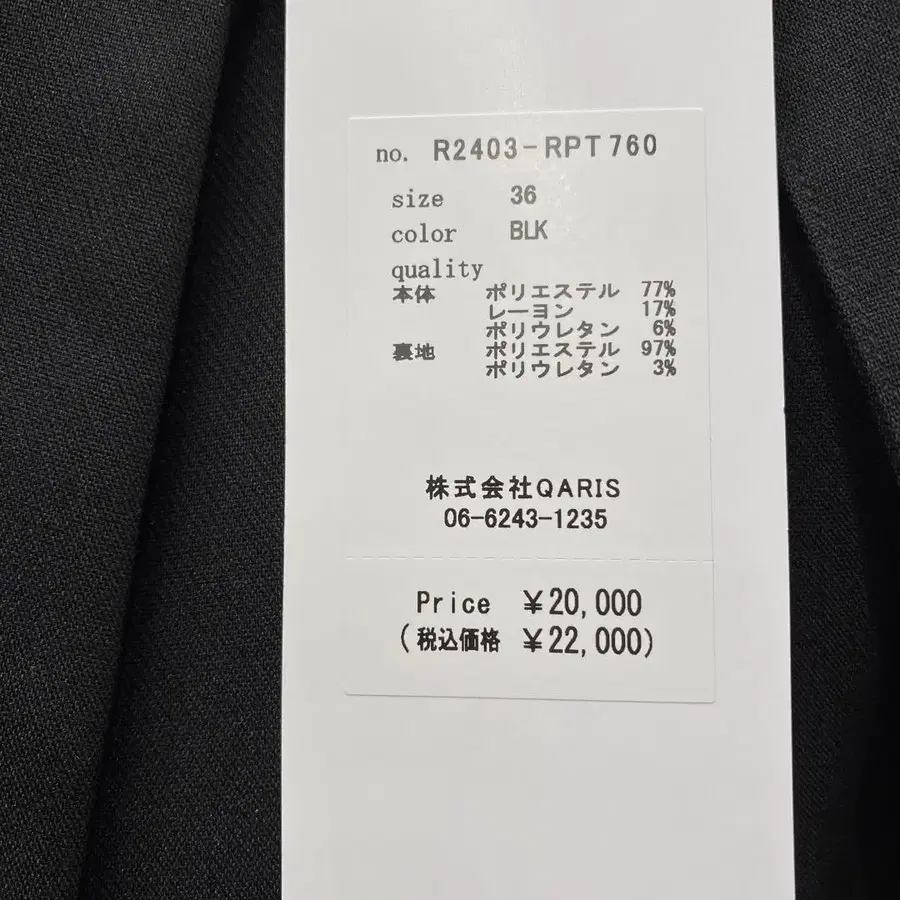 no. R2403-RPT760
size 36
color BLK
quality
本体 ポリエステル 77%
レーヨン 17%
ポリウレタン 6%
裏地 ポリエステル 97%
ポリウレタン 3%
株式会社QARIS
06-6243-1235
Price ¥20,000
(税込価格 ¥22,000)